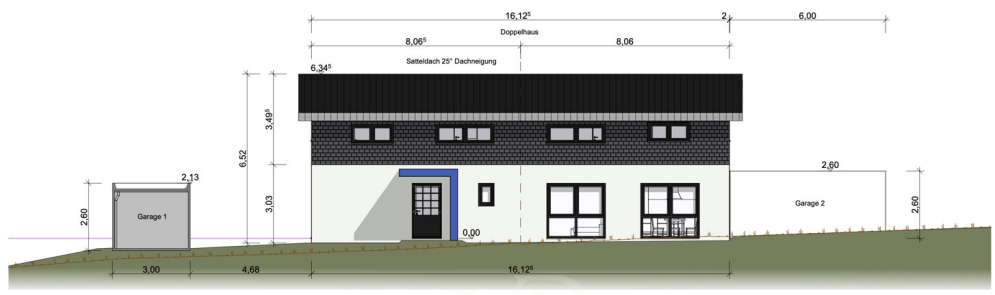 16,12⁵ 2 6,00
Doppelhaus
8,06⁵ 8,06
Satteldach 25° Dachneigung
6,34⁵
3,49⁵
6,52
2,13 2,60
2,60 Garage 1 3,03 Garage 2 2,60
0,00
3,00 4,68 16,12⁵